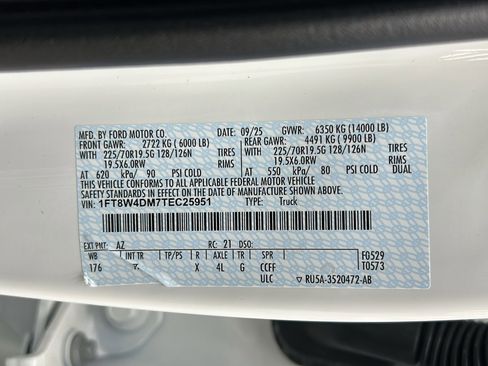 MFD. BY FORD MOTOR CO. 09/25 GVWR: 6350 KG (14000 LB)
FRONT GAWR: 2722 KG (6000 LB) REAR GAWR: 4491 KG (9900 LB)
WITH 225/70R19.5G 128/126N TIRES WITH 225/70R19.5G 128/126N
19.5X6.0RW RIMS 19.5X6.0RW
AT 620 kPa/ 90 PSI COLD AT 550 kPa/ 80 PSI COLD DUAL
THIS VEHICLE CONFORMS TO ALL APPLICABLE FEDERAL MOTOR VEHICLE
SAFETY STANDARDS IN EFFECT ON THE DATE OF MANUFACTURE SHOWN ABOVE.
VIN: 1FT8W4DM7TEC25951 TYPE: Truck
EXT PNT: AZ RC: 21 DSO: F0529
WB INT TR TP/PS R AXLE TR SPR T0573
176 X 4L G CCFF
ULC RU5A-3520472-AB